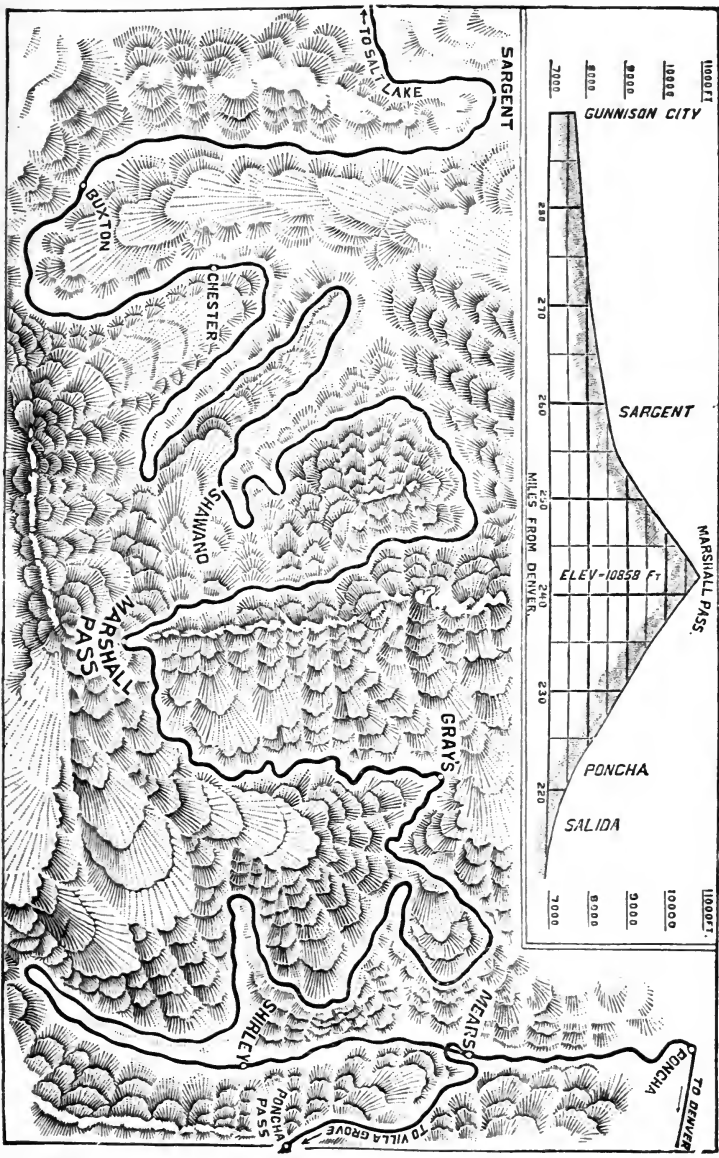 11000 FT
10000
9000
8000
7000
GUNNISON CITY
280
270
260
250
240
230
220
MILES FROM DENVER.
SARGENT
MARSHALL PASS.
ELEV=10858 FT
PONCHA
SALIDA
11000 FT.
10000
9000
8000
7000
TO SALT LAKE
SARGENT
BUXTON
CHESTER
SHAWANO
MARSHALL
PASS
GRAYS
SHIRLEY
MEARS
PONCHA
TO DENVER
PONCHA
PASS
TO VILLA GROVE